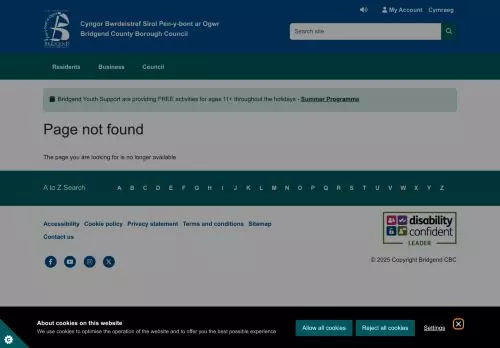 Cyngor Bwrdeistref Sirol Pen-y-bont ar Ogwr
Bridgend County Borough Council
My Account Cymraeg
Search site
Residents Business Council
Bridgend Youth Support are providing FREE activities for ages 11+ throughout the holidays - Summer Programme
Page not found
The page you are looking for is no longer available
A to Z Search A B C D E F G H I J K L M N O P Q R S T U V W X Y Z
Accessibility Cookie policy Privacy statement Terms and conditions Sitemap
Contact us
disability
confident
LEADER
© 2025 Copyright Bridgend CBC
About cookies on this website
We use cookies to optimise the operation of the website and to offer you the best possible experience
Allow all cookies Reject all cookies Settings